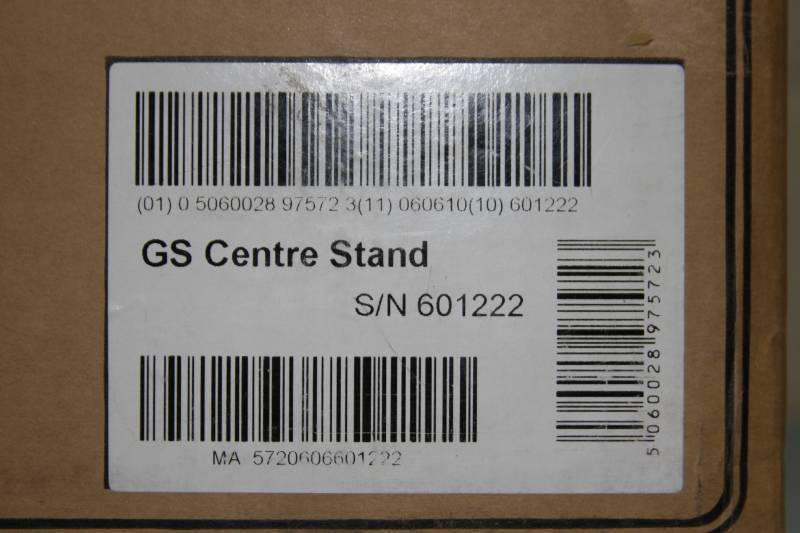 (01) 0 5060028 97572 3(11) 060610(10) 601222
GS Centre Stand
S/N 601222
5 060028 975723
MA 5720606601222